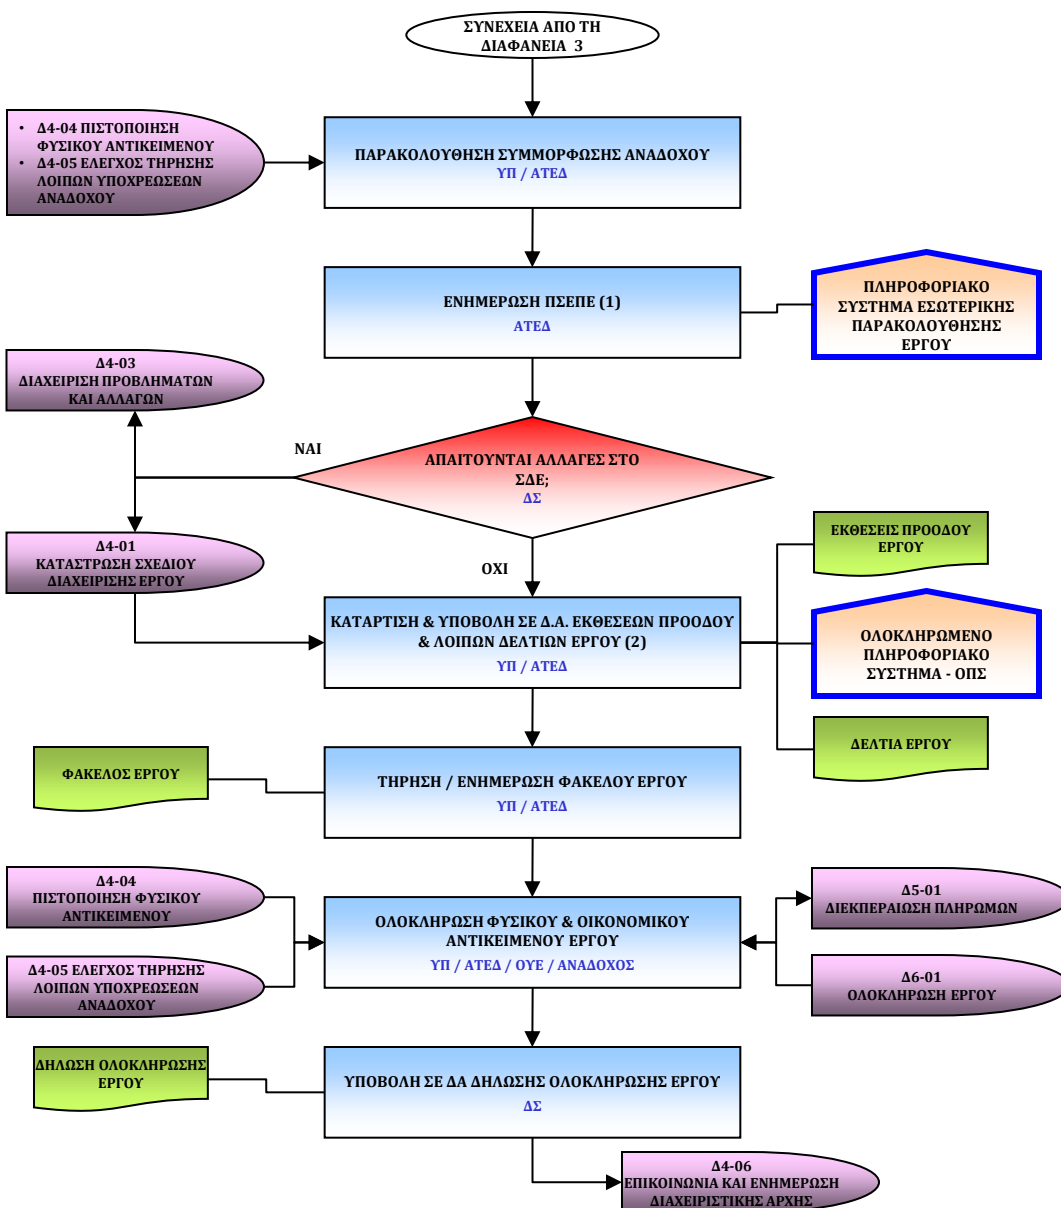 ΣΥΝΕΧΕΙΑ ΑΠΟ ΤΗ
ΔΙΑΦΑΝΕΙΑ 3
• Δ4-04 ΠΙΣΤΟΠΟΙΗΣΗ
ΦΥΣΙΚΟΥ ΑΝΤΙΚΕΙΜΕΝΟΥ
• Δ4-05 ΕΛΕΓΧΟΣ ΤΗΡΗΣΗΣ
ΛΟΙΠΩΝ ΥΠΟΧΡΕΩΣΕΩΝ
ΑΝΑΔΟΧΟΥ
ΠΑΡΑΚΟΛΟΥΘΗΣΗ ΣΥΜΜΟΡΦΩΣΗΣ ΑΝΑΔΟΧΟΥ
ΥΠ / ΑΤΕΔ
ΕΝΗΜΕΡΩΣΗ ΠΣΕΠΕ (1)
ΑΤΕΔ
ΠΛΗΡΟΦΟΡΙΑΚΟ
ΣΥΣΤΗΜΑ ΕΣΩΤΕΡΙΚΗΣ
ΠΑΡΑΚΟΛΟΥΘΗΣΗΣ
ΕΡΓΟΥ
Δ4-03
ΔΙΑΧΕΙΡΙΣΗ ΠΡΟΒΛΗΜΑΤΩΝ
ΚΑΙ ΑΛΛΑΓΩΝ
ΝΑΙ
ΑΠΑΙΤΟΥΝΤΑΙ ΑΛΛΑΓΕΣ ΣΤΟ
ΣΔΕ;
ΔΣ
Δ4-01
ΚΑΤΑΣΤΡΩΣΗ ΣΧΕΔΙΟΥ
ΔΙΑΧΕΙΡΙΣΗΣ ΕΡΓΟΥ
ΟΧΙ
ΕΚΘΕΣΕΙΣ ΠΡΟΟΔΟΥ
ΕΡΓΟΥ
ΚΑΤΑΡΤΙΣΗ & ΥΠΟΒΟΛΗ ΣΕ Δ.Α. ΕΚΘΕΣΕΩΝ ΠΡΟΟΔΟΥ
& ΛΟΙΠΩΝ ΔΕΛΤΙΩΝ ΕΡΓΟΥ (2)
ΥΠ / ΑΤΕΔ
ΟΛΟΚΛΗΡΩΜΕΝΟ
ΠΛΗΡΟΦΟΡΙΑΚΟ
ΣΥΣΤΗΜΑ - ΟΠΣ
ΔΕΛΤΙΑ ΕΡΓΟΥ
ΦΑΚΕΛΟΣ ΕΡΓΟΥ
ΤΗΡΗΣΗ / ΕΝΗΜΕΡΩΣΗ ΦΑΚΕΛΟΥ ΕΡΓΟΥ
ΥΠ / ΑΤΕΔ
Δ4-04
ΠΙΣΤΟΠΟΙΗΣΗ ΦΥΣΙΚΟΥ
ΑΝΤΙΚΕΙΜΕΝΟΥ
Δ4-05 ΕΛΕΓΧΟΣ ΤΗΡΗΣΗΣ
ΛΟΙΠΩΝ ΥΠΟΧΡΕΩΣΕΩΝ
ΑΝΑΔΟΧΟΥ
ΟΛΟΚΛΗΡΩΣΗ ΦΥΣΙΚΟΥ & ΟΙΚΟΝΟΜΙΚΟΥ
ΑΝΤΙΚΕΙΜΕΝΟΥ ΕΡΓΟΥ
ΥΠ / ΑΤΕΔ / ΟΥΕ / ΑΝΑΔΟΧΟΣ
Δ5-01
ΔΙΕΚΠΕΡΑΙΩΣΗ ΠΛΗΡΩΜΩΝ
Δ6-01
ΟΛΟΚΛΗΡΩΣΗ ΕΡΓΟΥ
ΔΗΛΩΣΗ ΟΛΟΚΛΗΡΩΣΗΣ
ΕΡΓΟΥ
ΥΠΟΒΟΛΗ ΣΕ ΔΑ ΔΗΛΩΣΗΣ ΟΛΟΚΛΗΡΩΣΗΣ ΕΡΓΟΥ
ΔΣ
Δ4-06
ΕΠΙΚΟΙΝΩΝΙΑ ΚΑΙ ΕΝΗΜΕΡΩΣΗ
ΔΙΑΧΕΙΡΙΣΤΙΚΗΣ ΑΡΧΗΣ